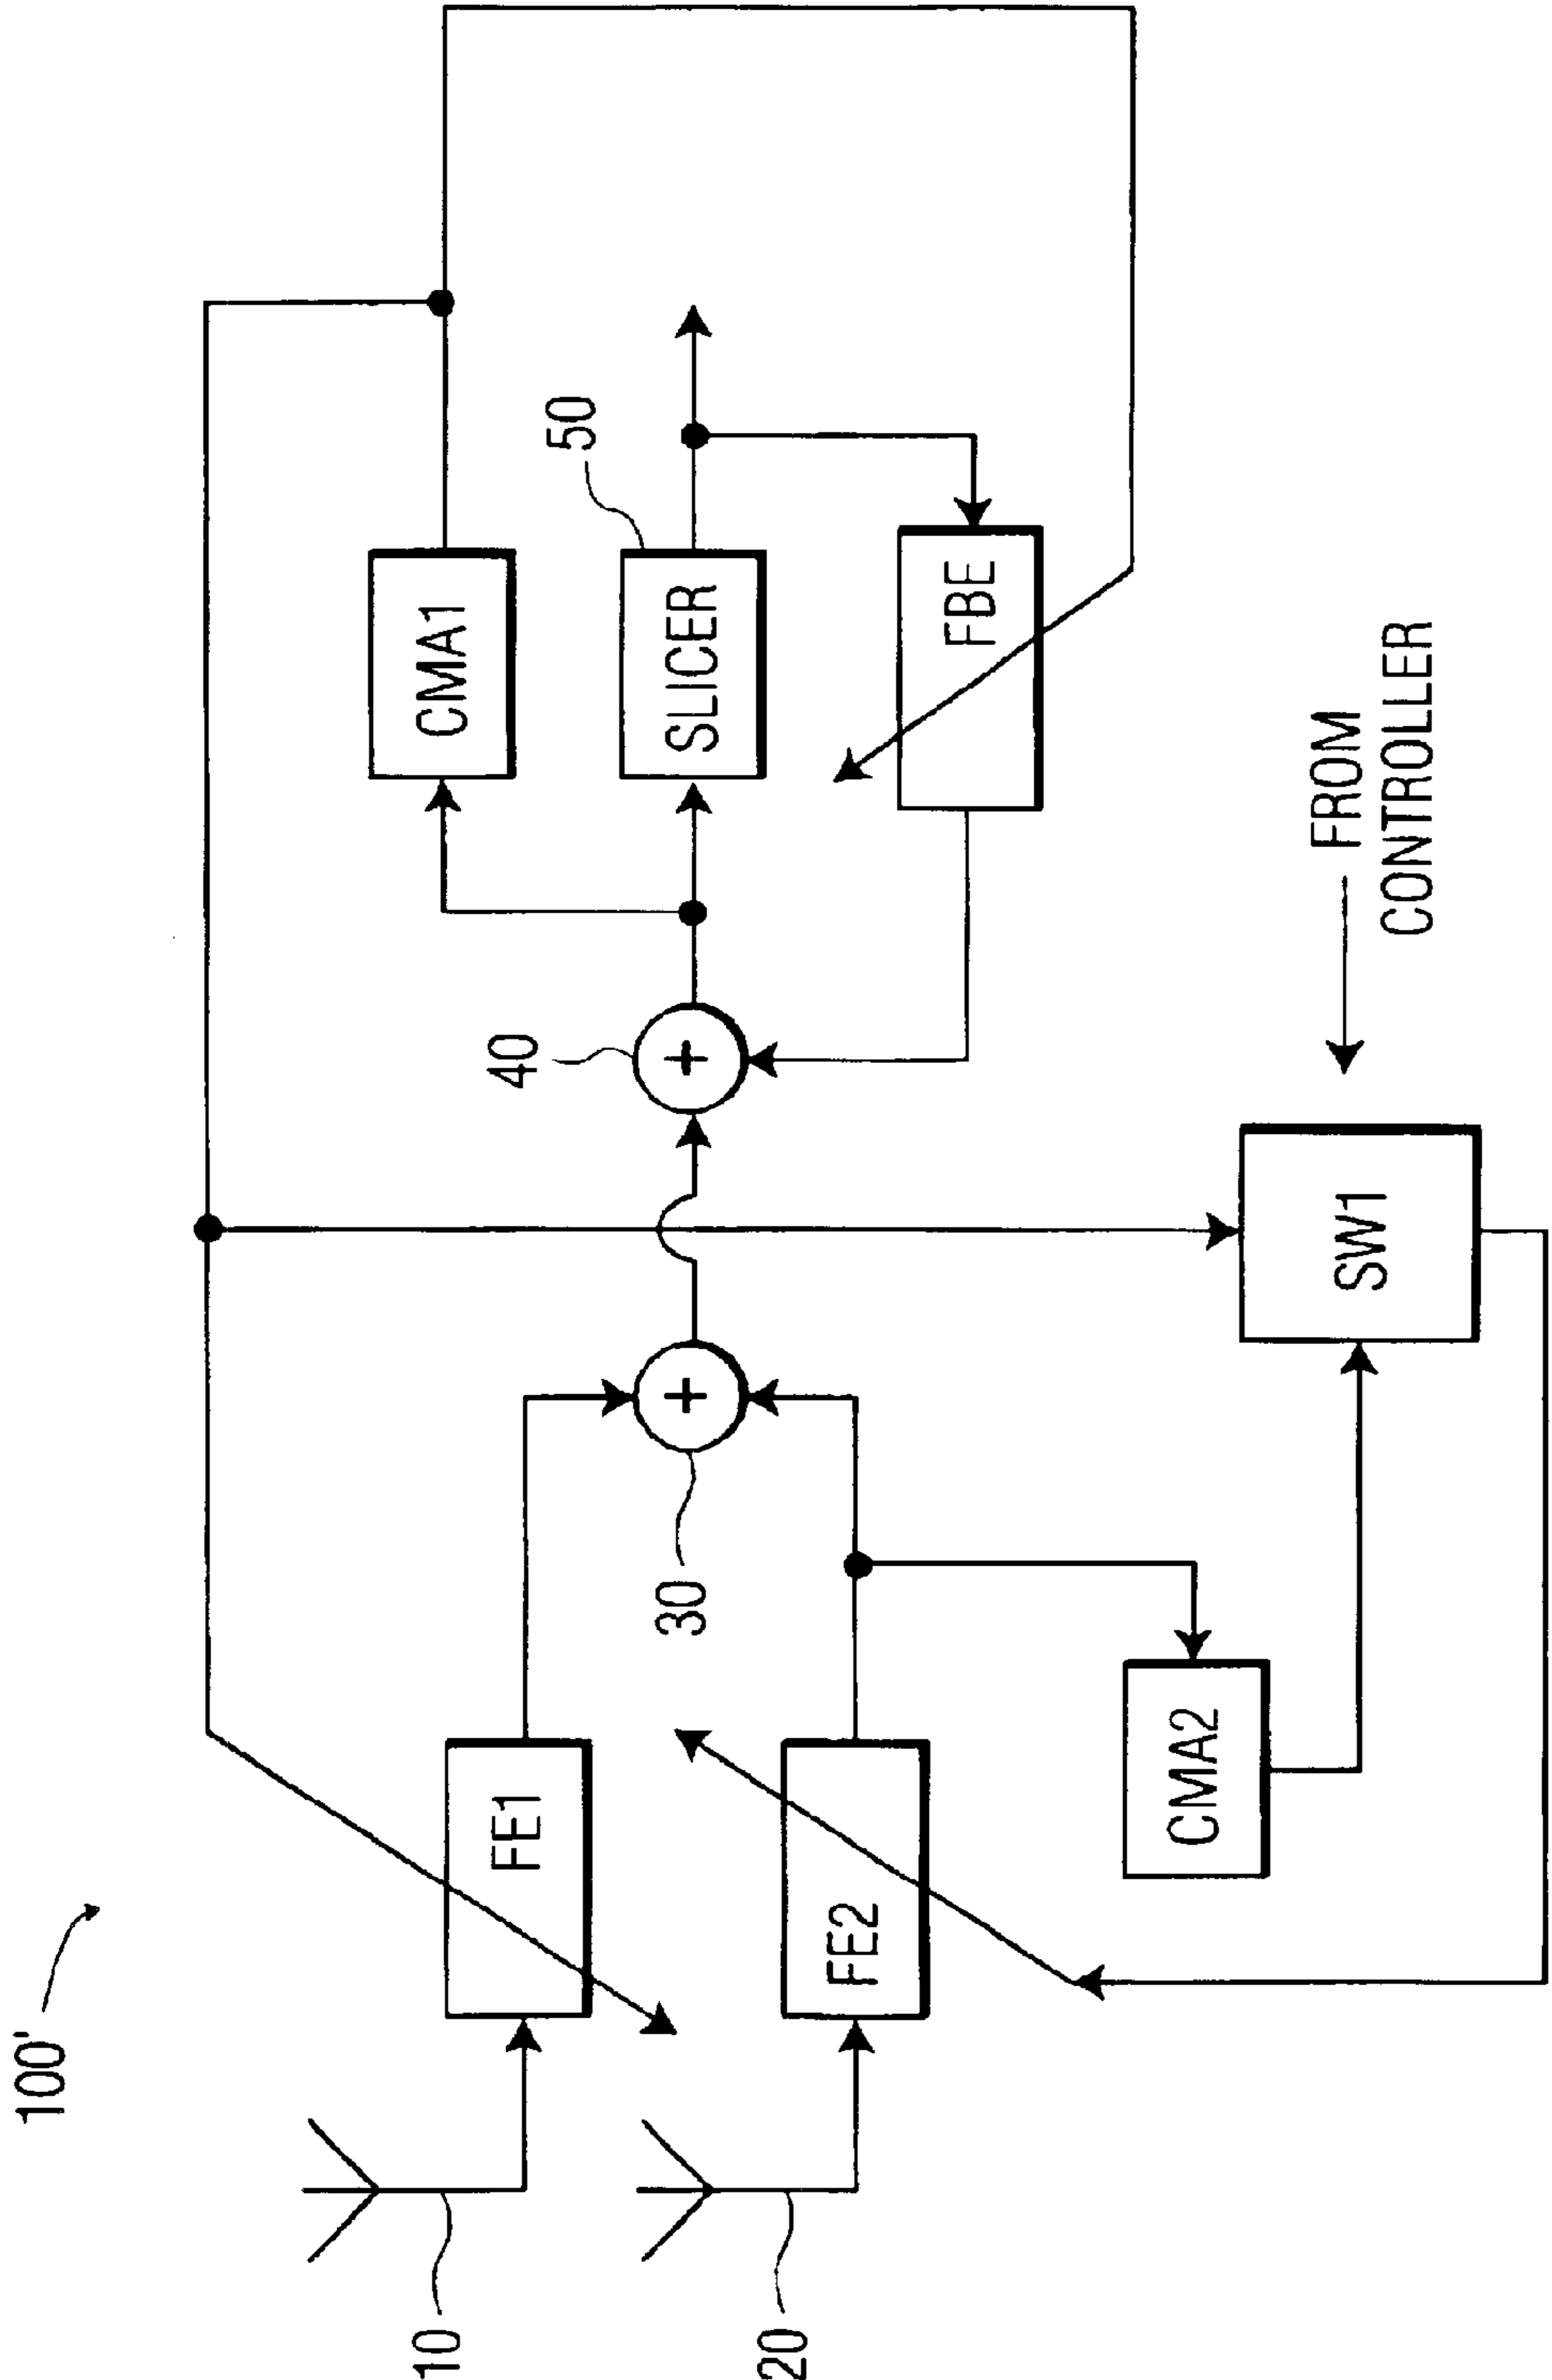 100'
10
FE1
CMA1
50
SLICER
40
30
20
FE2
FBE
CMA2
SW1
FROM
CONTROLLER
+
+